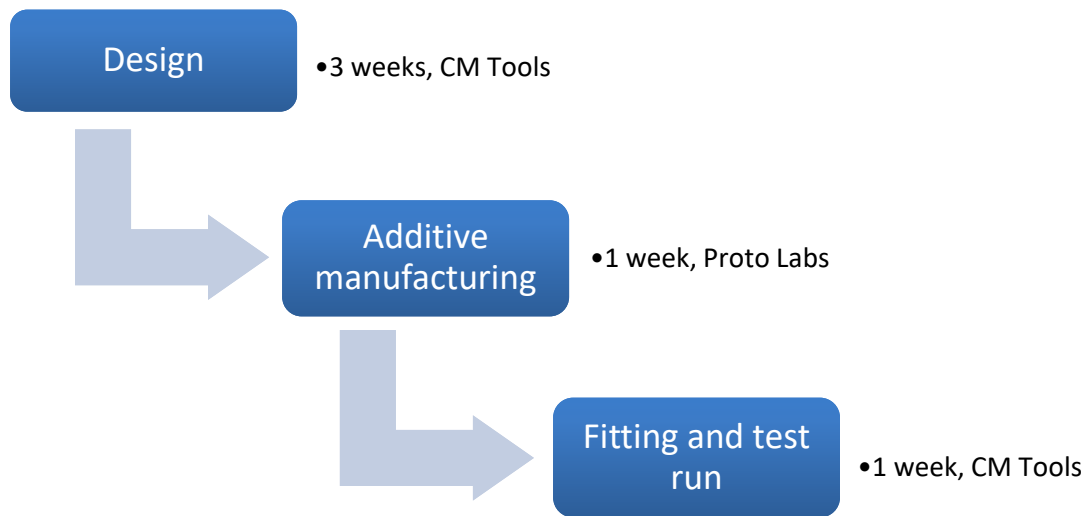 Design
•3 weeks, CM Tools
Additive
manufacturing
•1 week, Proto Labs
Fitting and test
run
•1 week, CM Tools